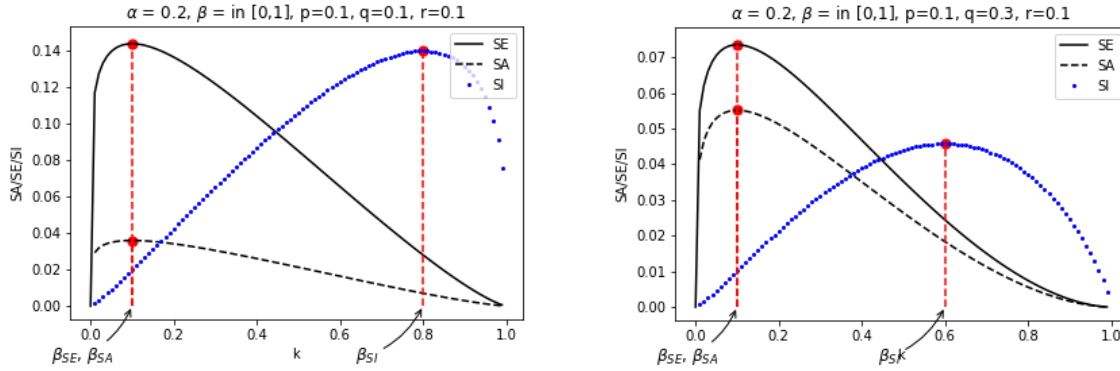 α = 0.2, β = in [0,1], p=0.1, q=0.1, r=0.1
SA/SE/SI
0.14
0.12
0.10
0.08
0.06
0.04
0.02
0.00
SE
SA
SI
0.0 0.2 0.4 0.6 0.8 1.0
k
β_SE, β_SA
β_SI
α = 0.2, β = in [0,1], p=0.1, q=0.3, r=0.1
SA/SE/SI
0.07
0.06
0.05
0.04
0.03
0.02
0.01
0.00
SE
SA
SI
0.0 0.2 0.4 0.6 0.8 1.0
k
β_SE, β_SA
β_SI